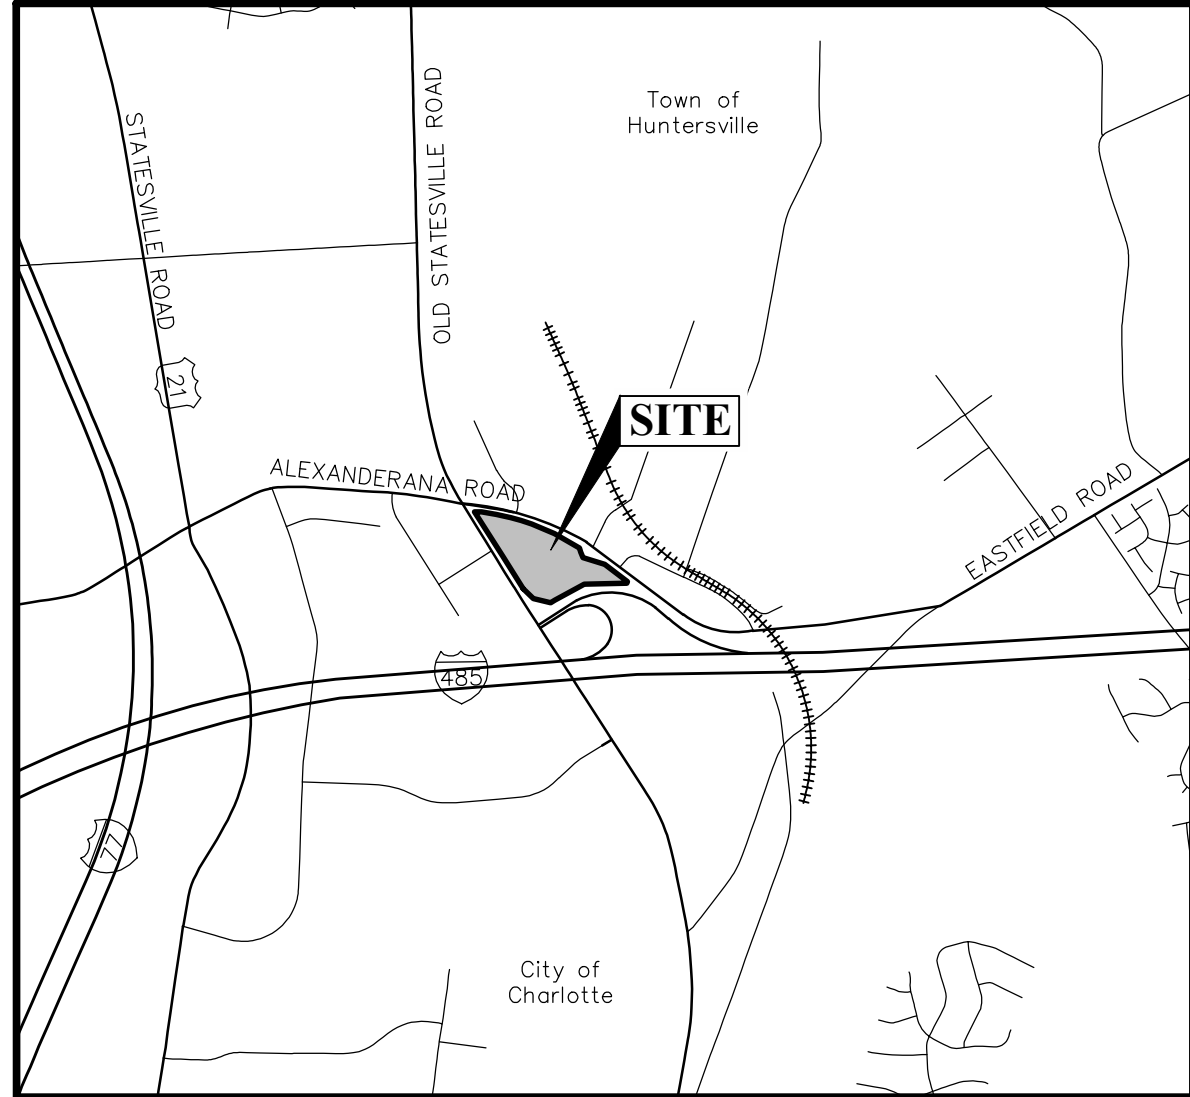 Town of
Huntersville
STATESVILLE ROAD
OLD STATESVILLE ROAD
21
SITE
ALEXANDERANA ROAD
EASTFIELD ROAD
485
77
City of
Charlotte